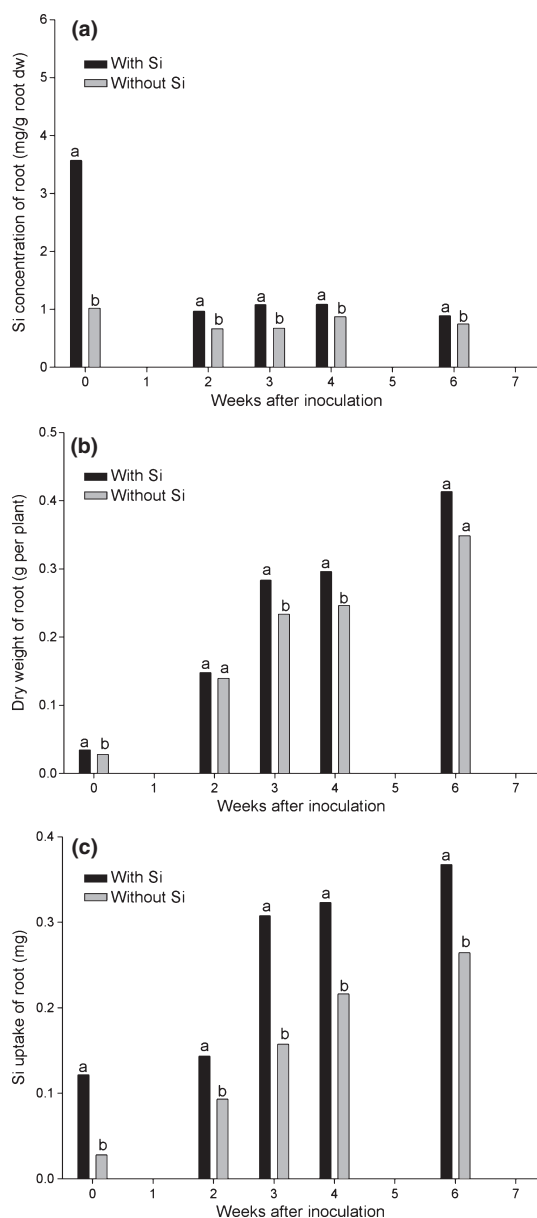 (a)
With Si
Without Si
Si concentration of root (mg/g root dw)
6
5
4
3
2
1
0
a
b
a
b
a
b
a
b
a
b
0 1 2 3 4 5 6 7
Weeks after inoculation
(b)
With Si
Without Si
Dry weight of root (g per plant)
0.5
0.4
0.3
0.2
0.1
0.0
a
b
a
a
a
b
a
b
a
a
0 1 2 3 4 5 6 7
Weeks after inoculation
(c)
With Si
Without Si
Si uptake of root (mg)
0.4
0.3
0.2
0.1
0.0
a
b
a
b
a
b
a
b
a
b
0 1 2 3 4 5 6 7
Weeks after inoculation